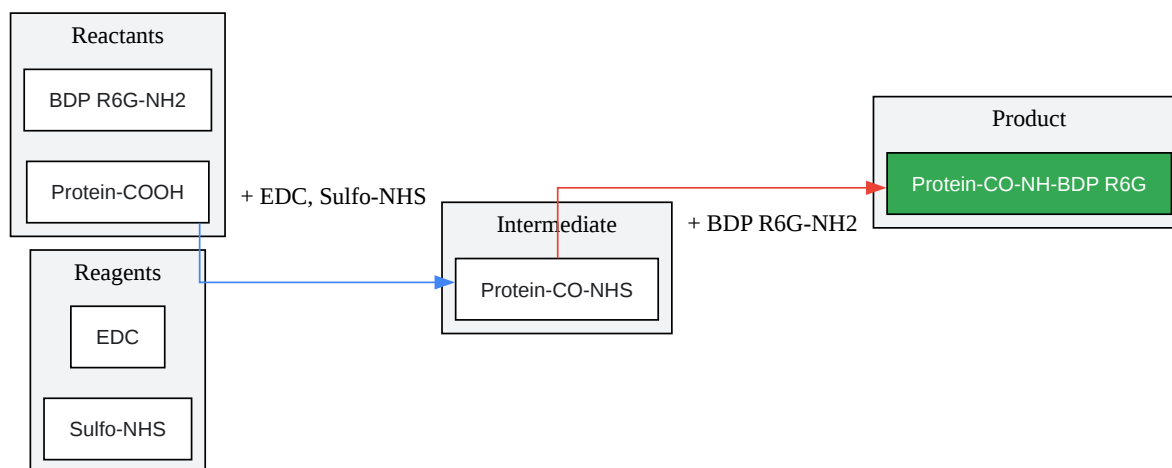 Reactants
BDP R6G-NH2
Protein-COOH
+ EDC, Sulfo-NHS
Reagents
EDC
Sulfo-NHS
Intermediate
Protein-CO-NHS
+ BDP R6G-NH2
Product
Protein-CO-NH-BDP R6G